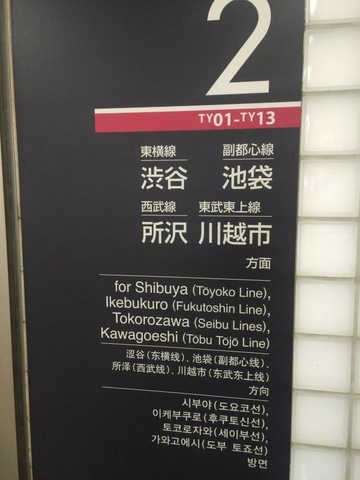 2
TY01-TY13
東横線 副都心線
渋谷 池袋
西武線 東武東上線
所沢 川越市
方面
for Shibuya (Tōyoko Line),
Ikebukuro (Fukutoshin Line),
Tokorozawa (Seibu Lines),
Kawagoeshi (Tōbu Tōjō Line)
涩谷(东横线)、池袋(副都心线)、
所泽(西武线)、川越市(东武东上线)
方向
시부야(도요코선),
이케부쿠로(후쿠토신선),
토코로자와(세이부선),
가와고에시(도부 토죠선)
방면